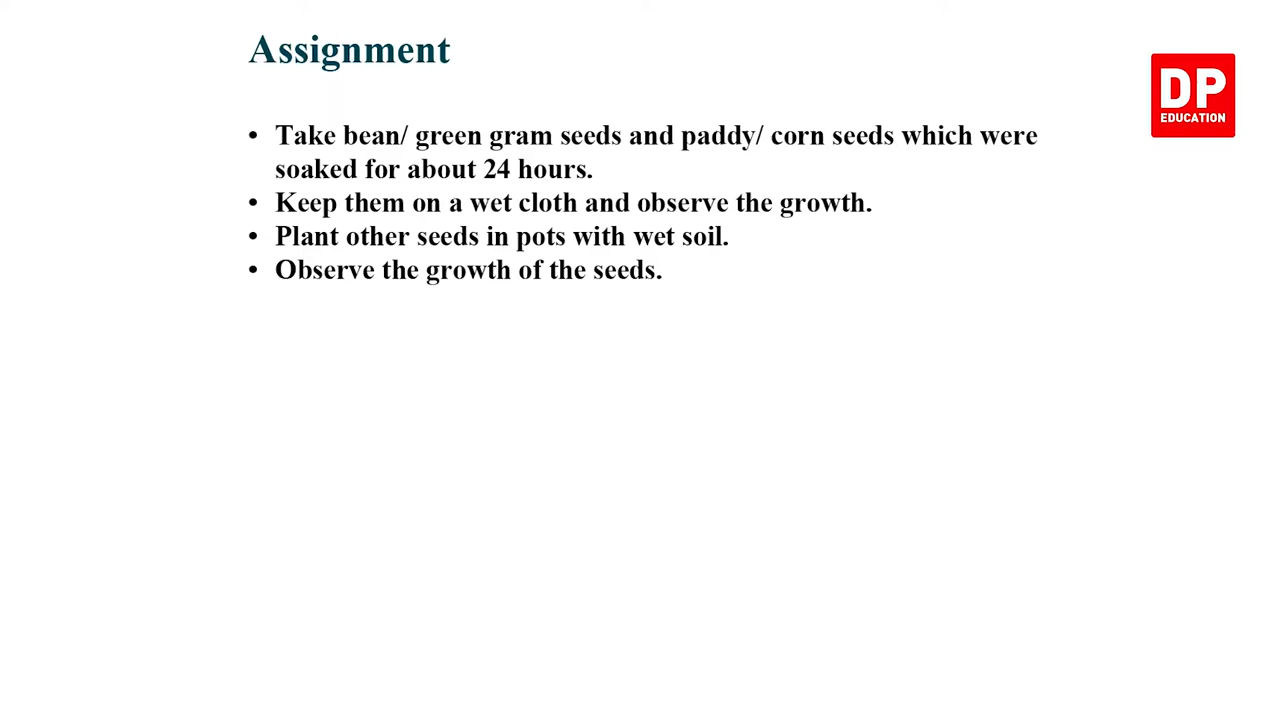 Assignment
DP
EDUCATION
• Take bean/ green gram seeds and paddy/ corn seeds which were
soaked for about 24 hours.
• Keep them on a wet cloth and observe the growth.
• Plant other seeds in pots with wet soil.
• Observe the growth of the seeds.